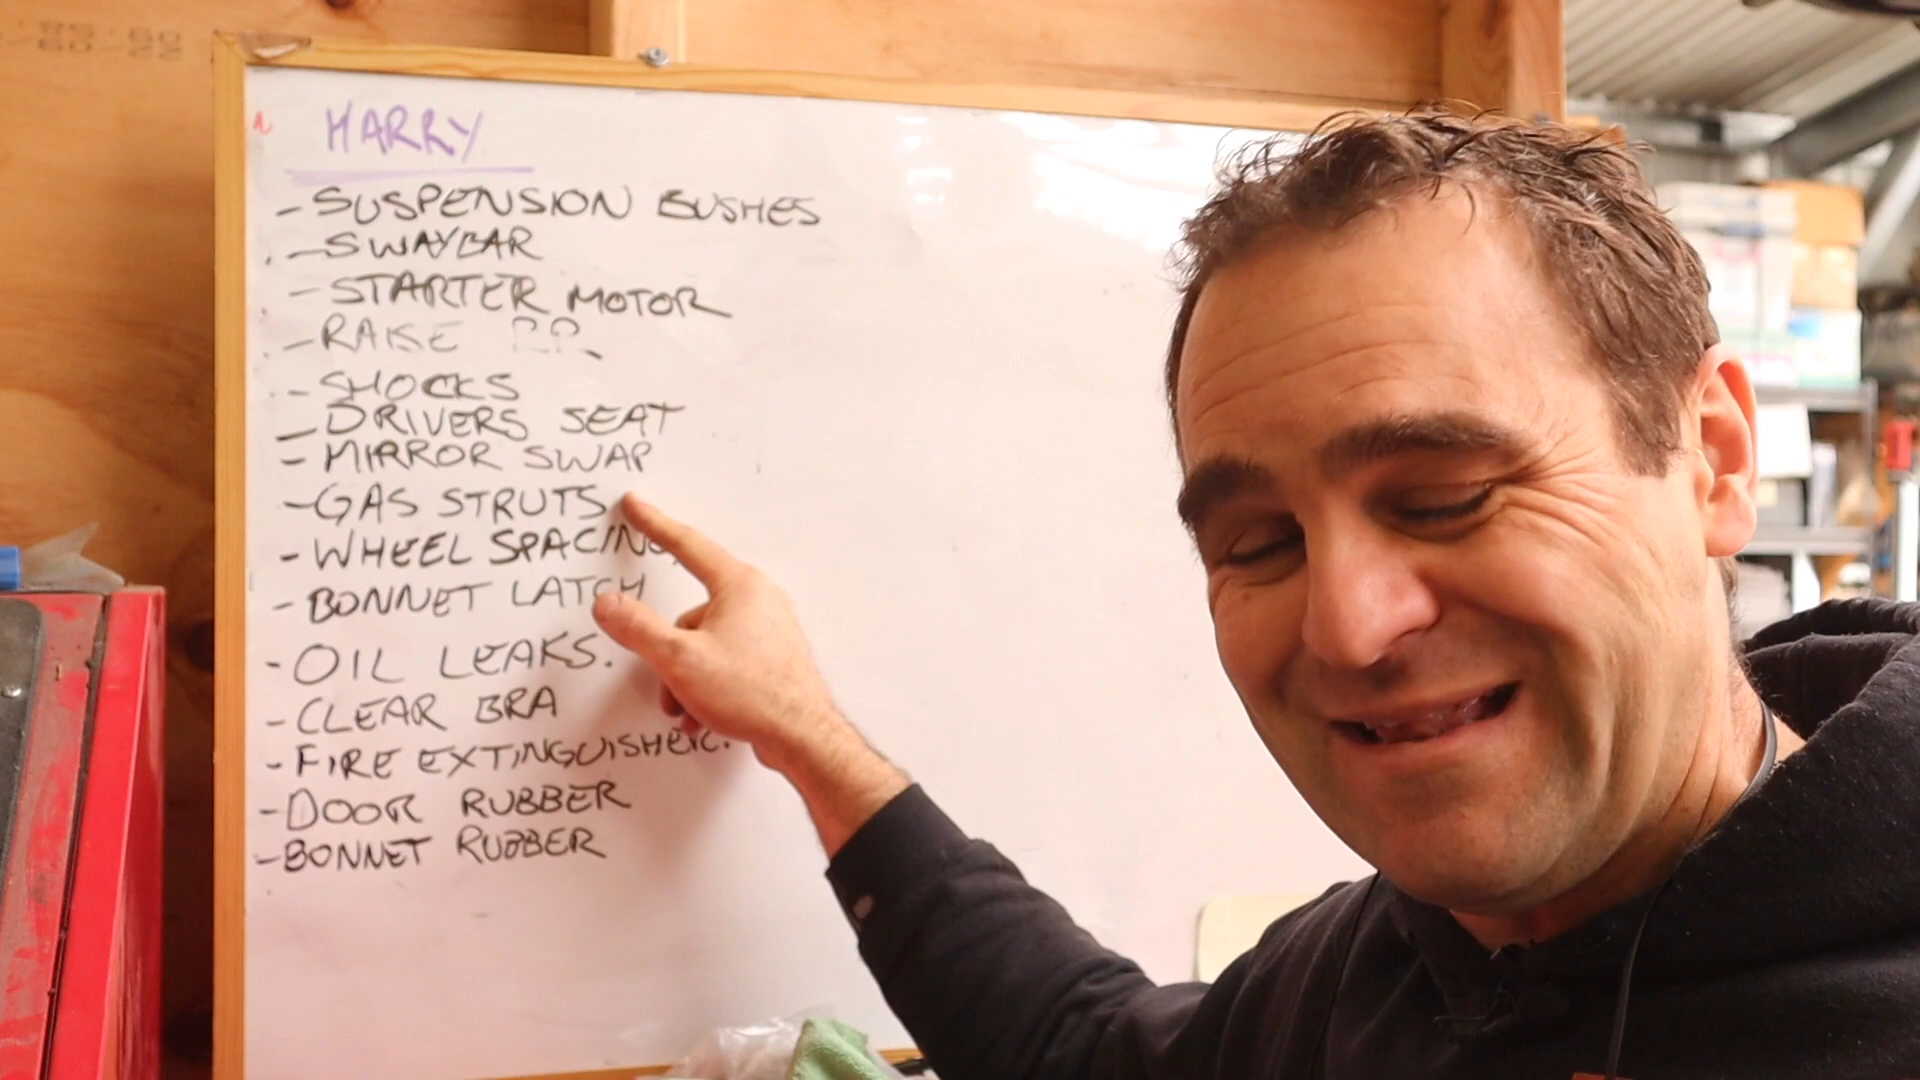 HARRY
- SUSPENSION BUSHES
- SWAYBAR
- STARTER MOTOR
- RAISE
- SHOCKS
- DRIVERS SEAT
- MIRROR SWAP
- GAS STRUTS
- WHEEL SPACING
- BONNET LATCH
- OIL LEAKS.
- CLEAR BRA
- FIRE EXTINGUISHER.
- DOOR RUBBER
- BONNET RUBBER